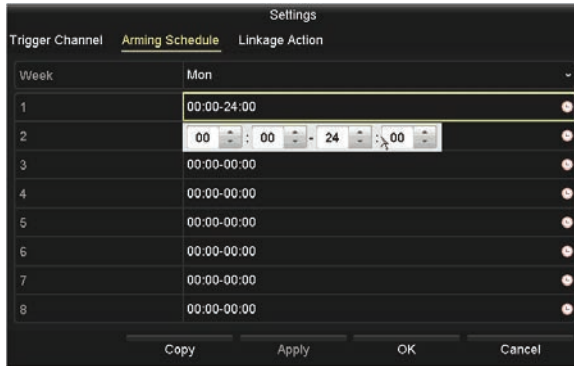 Settings
Trigger Channel Arming Schedule Linkage Action
Week Mon
1 00:00-24:00
2 00 : 00 - 24 : 00
3 00:00-00:00
4 00:00-00:00
5 00:00-00:00
6 00:00-00:00
7 00:00-00:00
8 00:00-00:00
Copy Apply OK Cancel